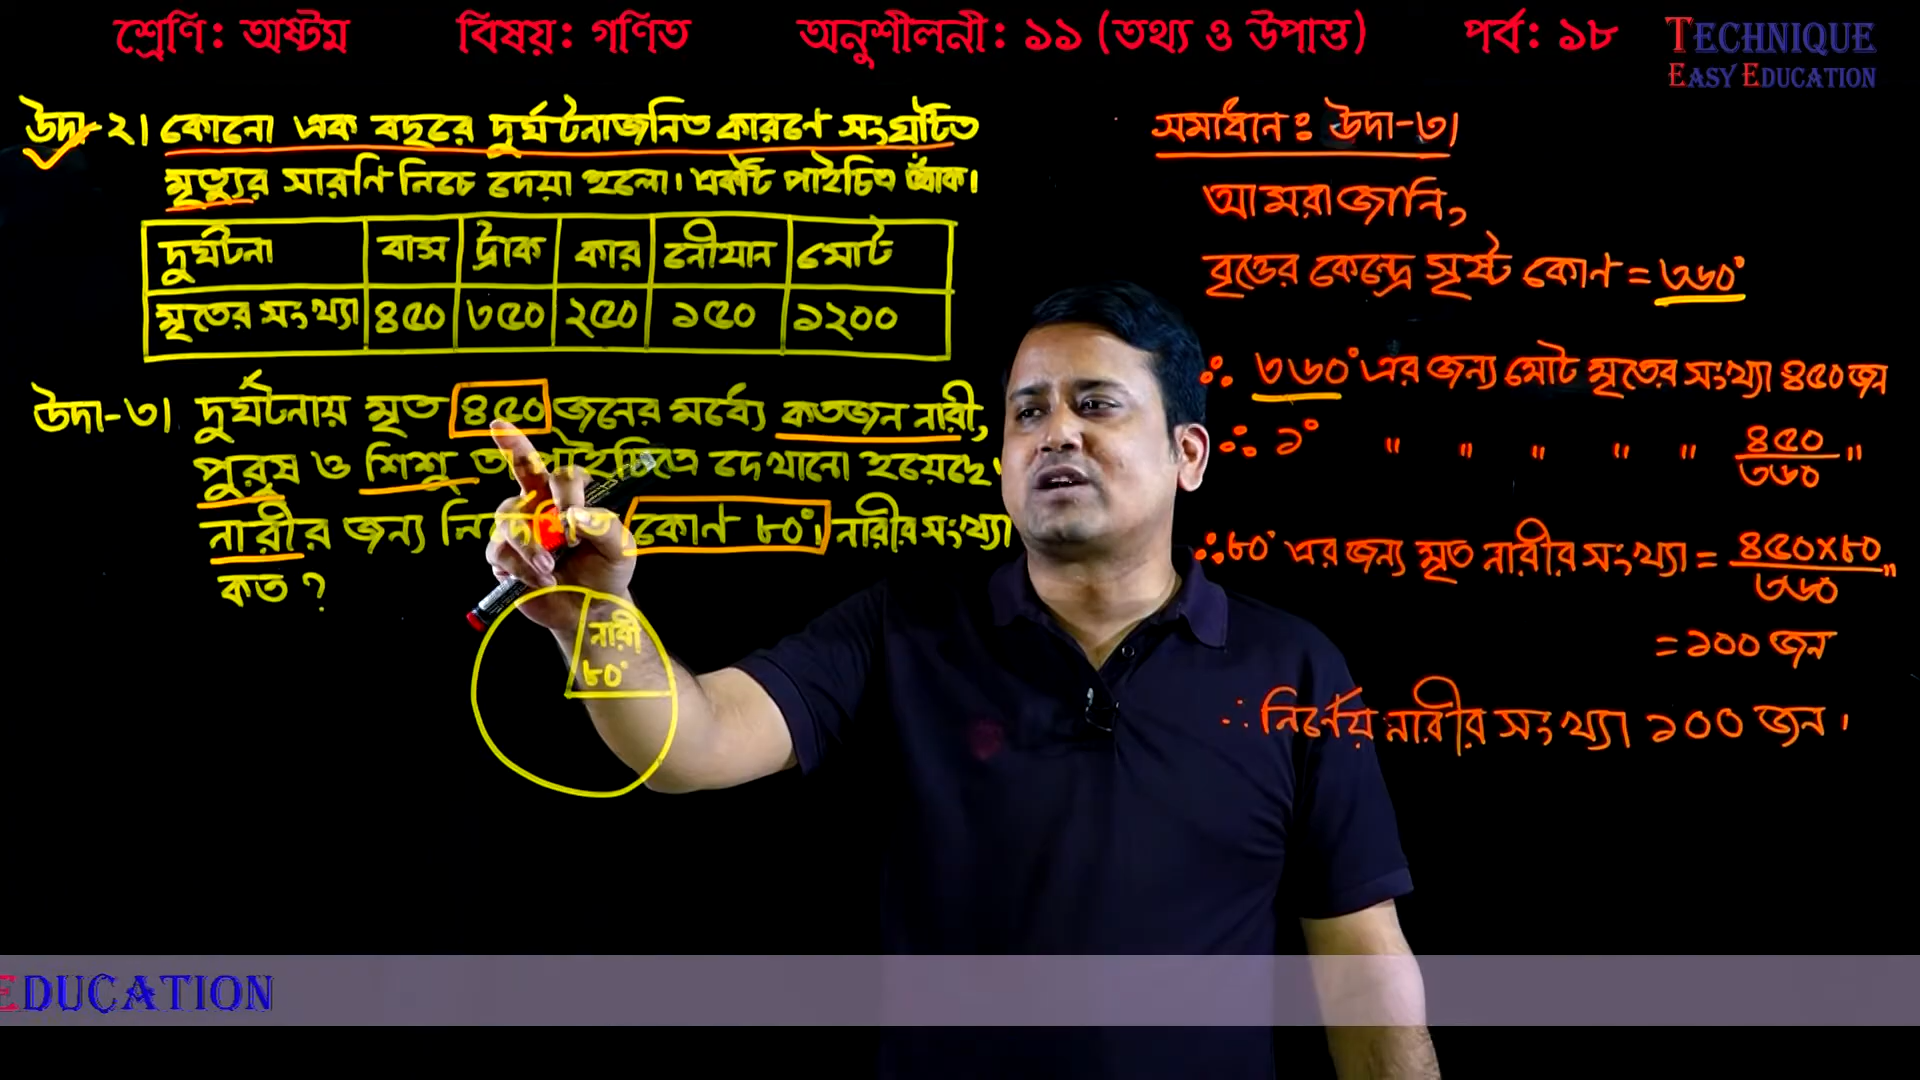 শ্রেণি: অষ্টম বিষয়: গণিত অনুশীলনী: ১১ (তথ্য ও উপাত্ত) পর্ব: ১৮
TECHNIQUE
EASY EDUCATION
উদা-২। কোনো এক বছরে দুর্ঘটনাজনিত কারণে সংঘটিত
মৃত্যুর সারণি নিচে দেয়া হলো। একটি পাইচিত্র আঁক।
দুর্ঘটনা বাস ট্রাক কার নৌযান মোট
মৃতের সংখ্যা ৪৫০ ৩৫০ ২৫০ ১৫০ ১২০০
উদা-৩। দুর্ঘটনায় মৃত ৪৫০ জনের মধ্যে কতজন নারী,
পুরুষ ও শিশু তা পাইচিত্রে দেখানো হয়েছে।
নারীর জন্য নির্দেশিত কোণ ৮০°। নারীর সংখ্যা
কত ?
নারী
৮০°
সমাধান : উদা-৩।
আমরা জানি,
বৃত্তের কেন্দ্রে সৃষ্ট কোণ = ৩৬০°
∴ ৩৬০° এর জন্য মোট মৃতের সংখ্যা ৪৫০ জন
∴ ১° " " " " " ৪৫০/৩৬০ "
∴ ৮০° এর জন্য মৃত নারীর সংখ্যা = ৪৫০×৮০/৩৬০ "
= ১০০ জন
∴ নির্ণেয় নারীর সংখ্যা ১০০ জন।
EDUCATION